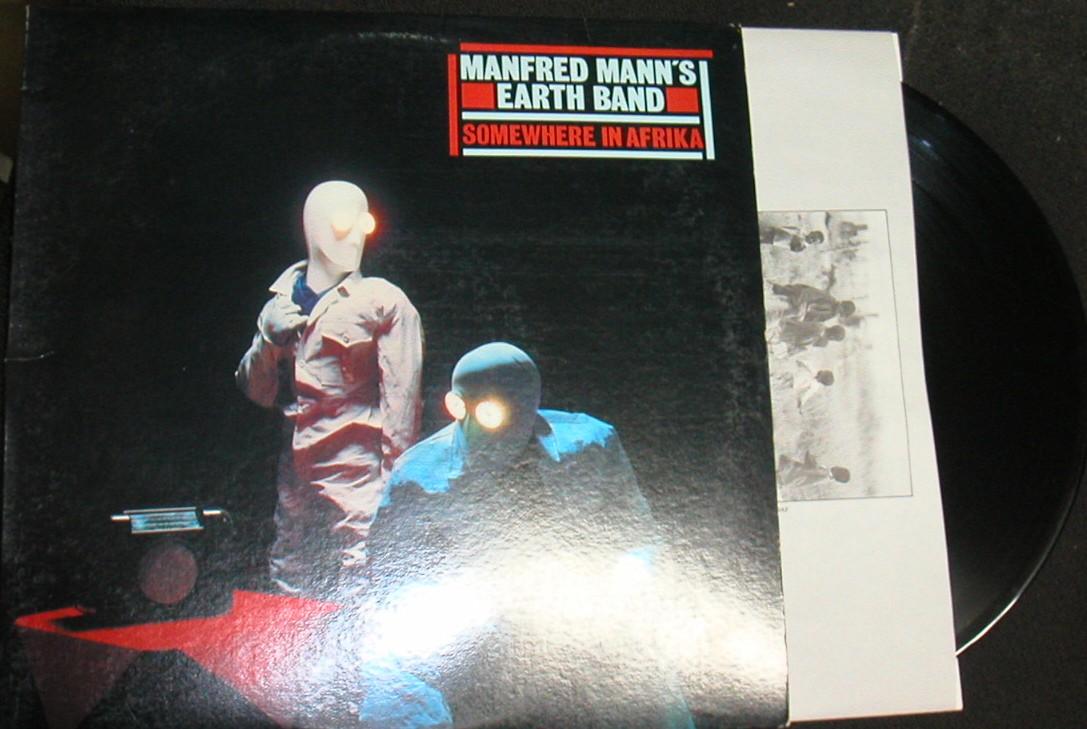 MANFRED MANN'S
EARTH BAND
SOMEWHERE IN AFRIKA